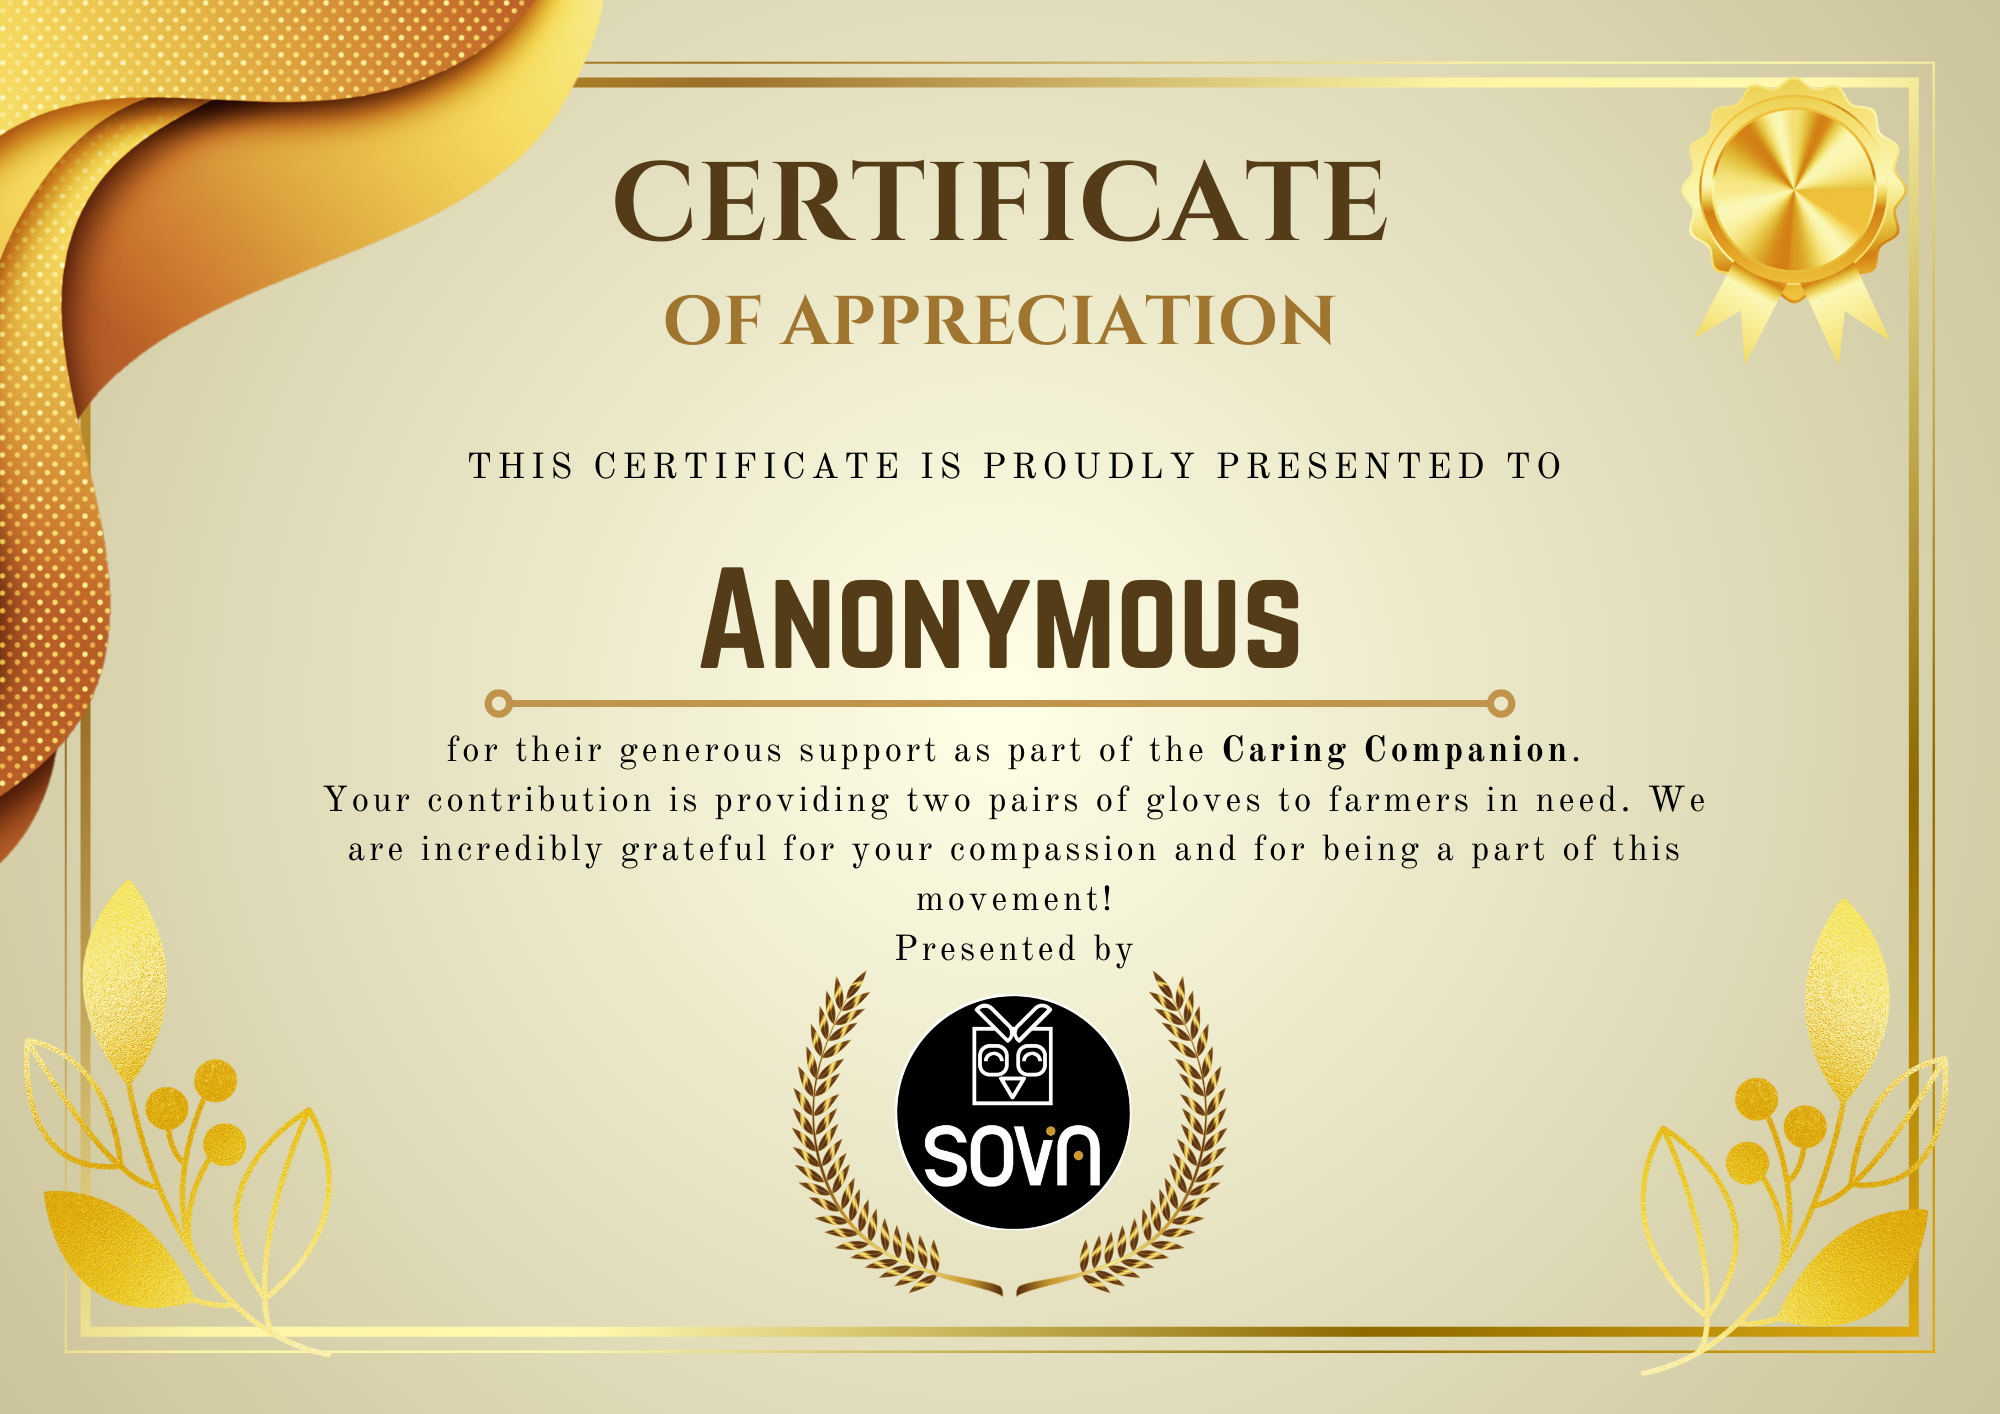 CERTIFICATE
OF APPRECIATION
THIS CERTIFICATE IS PROUDLY PRESENTED TO
ANONYMOUS
for their generous support as part of the Caring Companion.
Your contribution is providing two pairs of gloves to farmers in need. We
are incredibly grateful for your compassion and for being a part of this
movement!
Presented by
SOViA